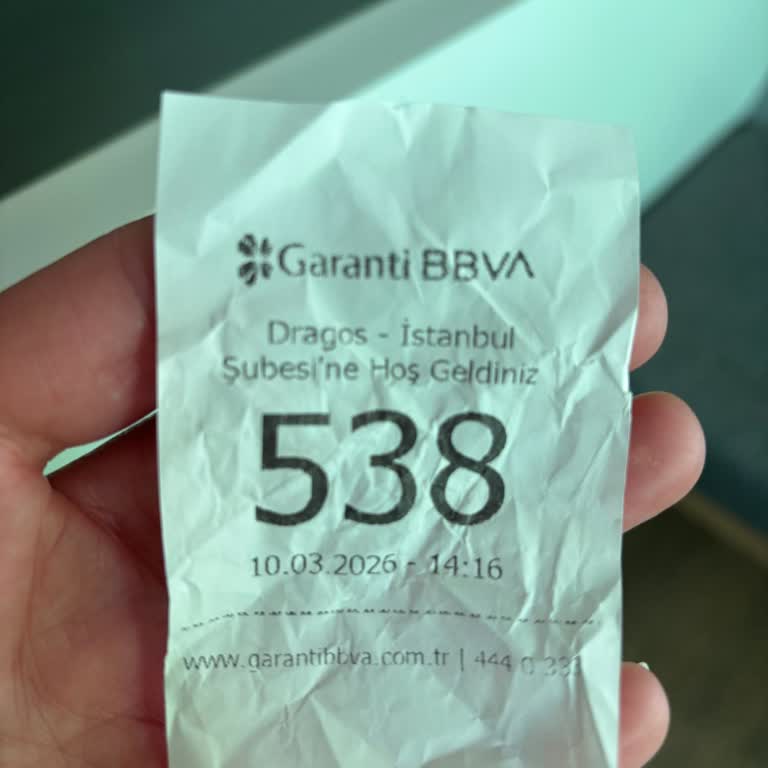 Garanti BBVA
Dragos - İstanbul
Şubesi'ne Hoş Geldiniz
538
10.03.2026 - 14:16
www.garantibbva.com.tr | 444 0 333